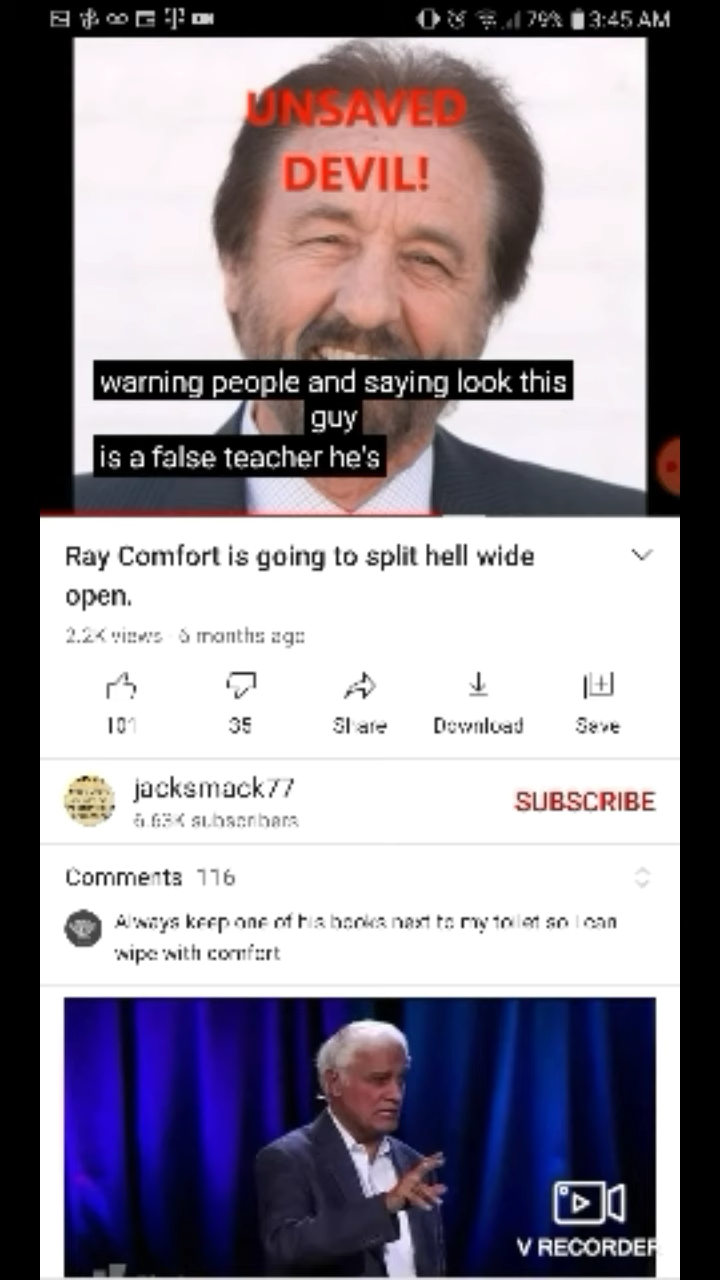 79% 3:45 AM
UNSAVED
DEVIL!
warning people and saying look this
guy
is a false teacher he's
Ray Comfort is going to split hell wide
open.
2.2K views · 6 months ago
101 35 Share Download Save
jacksmack77
SUBSCRIBE
6.63K subscribers
Comments 116
Always keep one of his books next to my toilet so I can
wipe with comfort
V RECORDER